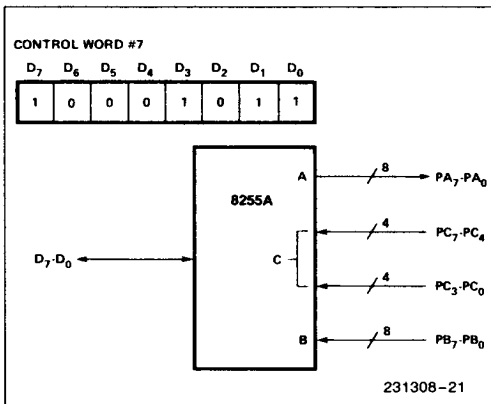 CONTROL WORD #7
D7 D6 D5 D4 D3 D2 D1 D0
1 0 0 0 1 0 1 1
8255A
A
8
PA7-PA0
4
PC7-PC4
D7-D0
C
4
PC3-PC0
B
8
PB7-PB0
231308-21